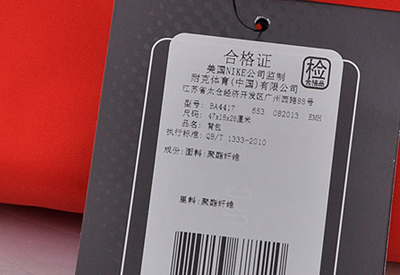 合格证
检
合格品
美国NIKE公司监制
耐克体育(中国)有限公司
江苏省太仓经济开发区广州西路88号
型号: BA4417 653 082013 EMH
尺码: 47x18x28厘米
品名: 背包
执行标准: QB/T 1333-2010
成份: 面料: 聚酯纤维
里料: 聚酯纤维